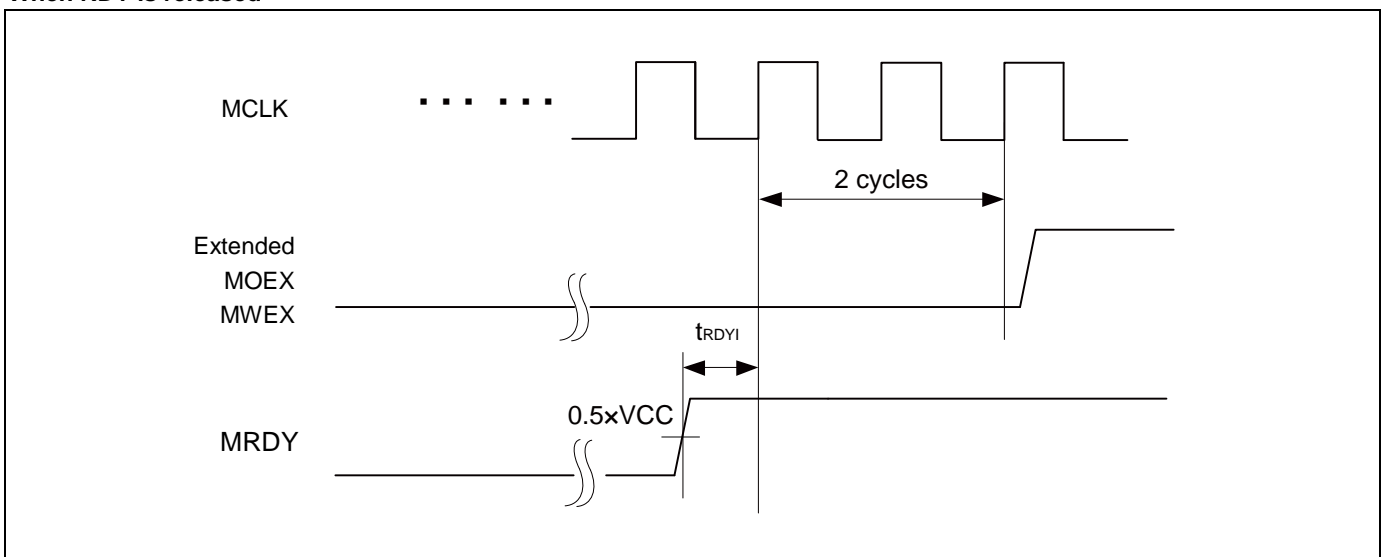 When RDY is released
MCLK
... ...
2 cycles
Extended
MOEX
MWEX
tRDYI
0.5×VCC
MRDY